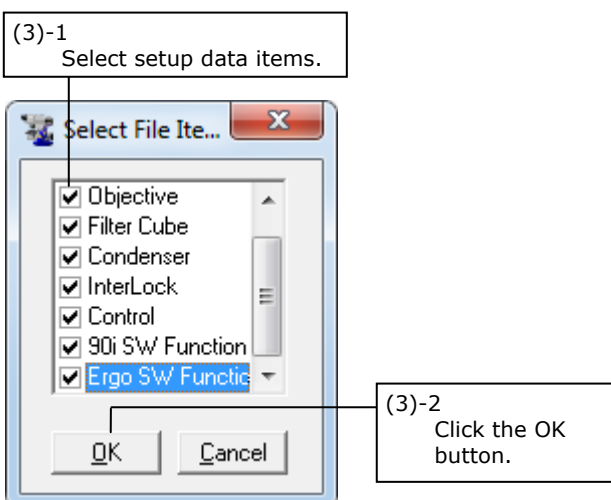 (3)-1
Select setup data items.
Select File Ite...
Objective
Filter Cube
Condenser
InterLock
Control
90i SW Function
Ergo SW Functic
OK
Cancel
(3)-2
Click the OK
button.